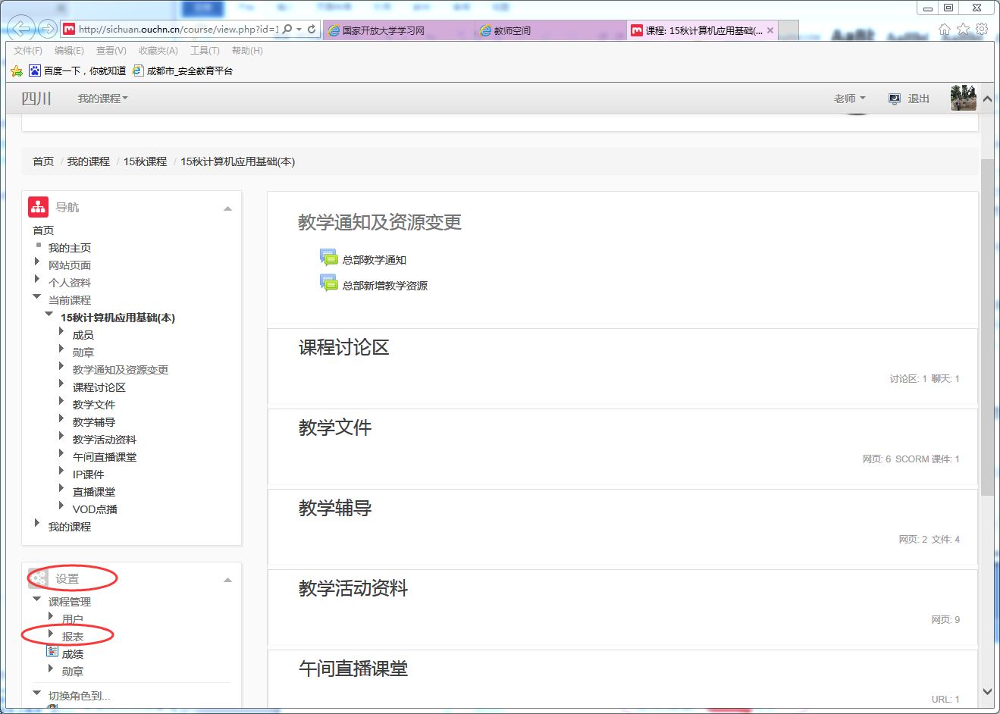 http://sichuan.ouchn.cn/course/view.php?id=1
国家开放大学学习网
教师空间
课程: 15秋计算机应用基础(...
文件(F) 编辑(E) 查看(V) 收藏夹(A) 工具(T) 帮助(H)
百度一下，你就知道 成都市_安全教育平台
四川 我的课程 老师 退出
首页 / 我的课程 / 15秋课程 / 15秋计算机应用基础(本)
导航
首页
我的主页
网站页面
个人资料
当前课程
15秋计算机应用基础(本)
成员
勋章
教学通知及资源变更
课程讨论区
教学文件
教学辅导
教学活动资料
午间直播课堂
IP课件
直播课堂
VOD点播
我的课程
设置
课程管理
用户
报表
成绩
勋章
切换角色到...
教学通知及资源变更
总部教学通知
总部新增教学资源
课程讨论区
讨论区: 1 聊天: 1
教学文件
网页: 6 SCORM 课件: 1
教学辅导
网页: 2 文件: 4
教学活动资料
网页: 9
午间直播课堂
URL: 1